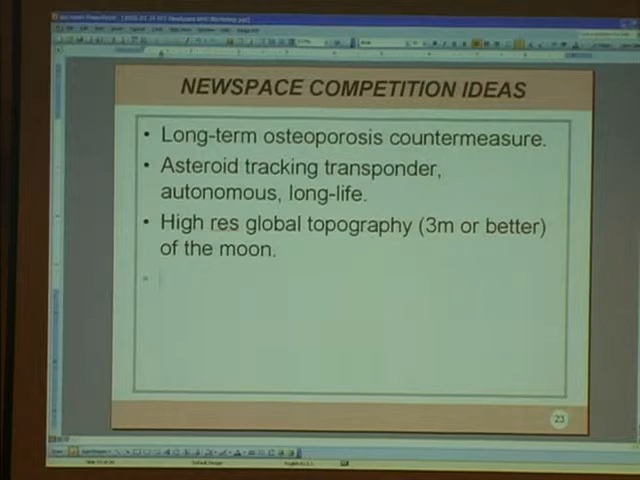 NEWSPACE COMPETITION IDEAS
• Long-term osteoporosis countermeasure.
• Asteroid tracking transponder,
autonomous, long-life.
• High res global topography (3m or better)
of the moon.
•
23